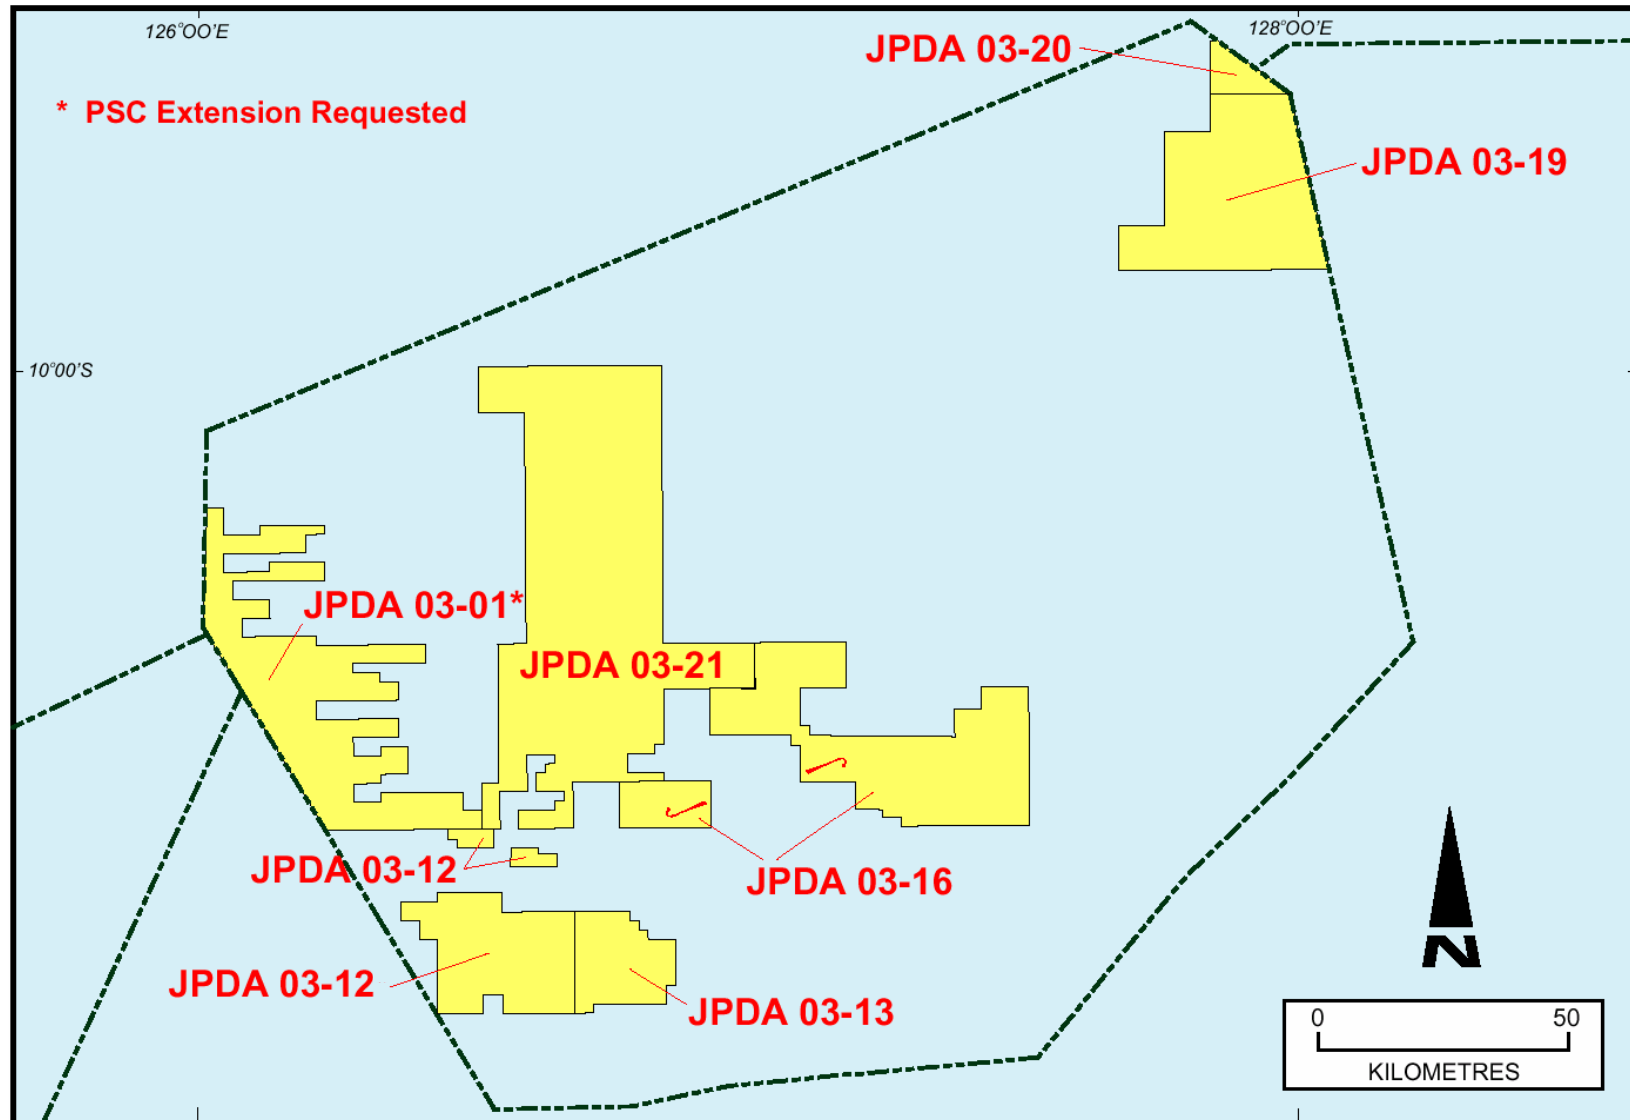 126°OO'E
128°OO'E
JPDA 03-20
* PSC Extension Requested
JPDA 03-19
10°00'S
JPDA 03-01*
JPDA 03-21
JPDA 03-12
JPDA 03-16
JPDA 03-12
JPDA 03-13
N
0 50
KILOMETRES